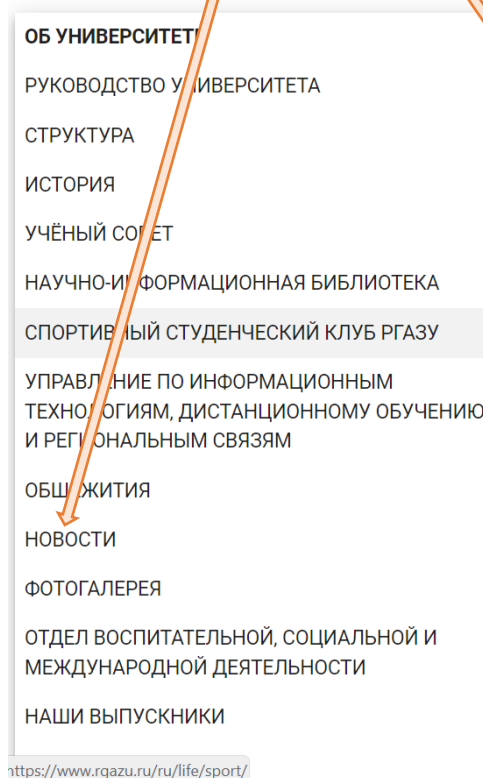 ОБ УНИВЕРСИТЕТЕ
РУКОВОДСТВО УНИВЕРСИТЕТА
СТРУКТУРА
ИСТОРИЯ
УЧЁНЫЙ СОВЕТ
НАУЧНО-ИНФОРМАЦИОННАЯ БИБЛИОТЕКА
СПОРТИВНЫЙ СТУДЕНЧЕСКИЙ КЛУБ РГАЗУ
УПРАВЛЕНИЕ ПО ИНФОРМАЦИОННЫМ
ТЕХНОЛОГИЯМ, ДИСТАНЦИОННОМУ ОБУЧЕНИЮ
И РЕГИОНАЛЬНЫМ СВЯЗЯМ
ОБЩЕЖИТИЯ
НОВОСТИ
ФОТОГАЛЕРЕЯ
ОТДЕЛ ВОСПИТАТЕЛЬНОЙ, СОЦИАЛЬНОЙ И
МЕЖДУНАРОДНОЙ ДЕЯТЕЛЬНОСТИ
НАШИ ВЫПУСКНИКИ
https://www.rgazu.ru/ru/life/sport/